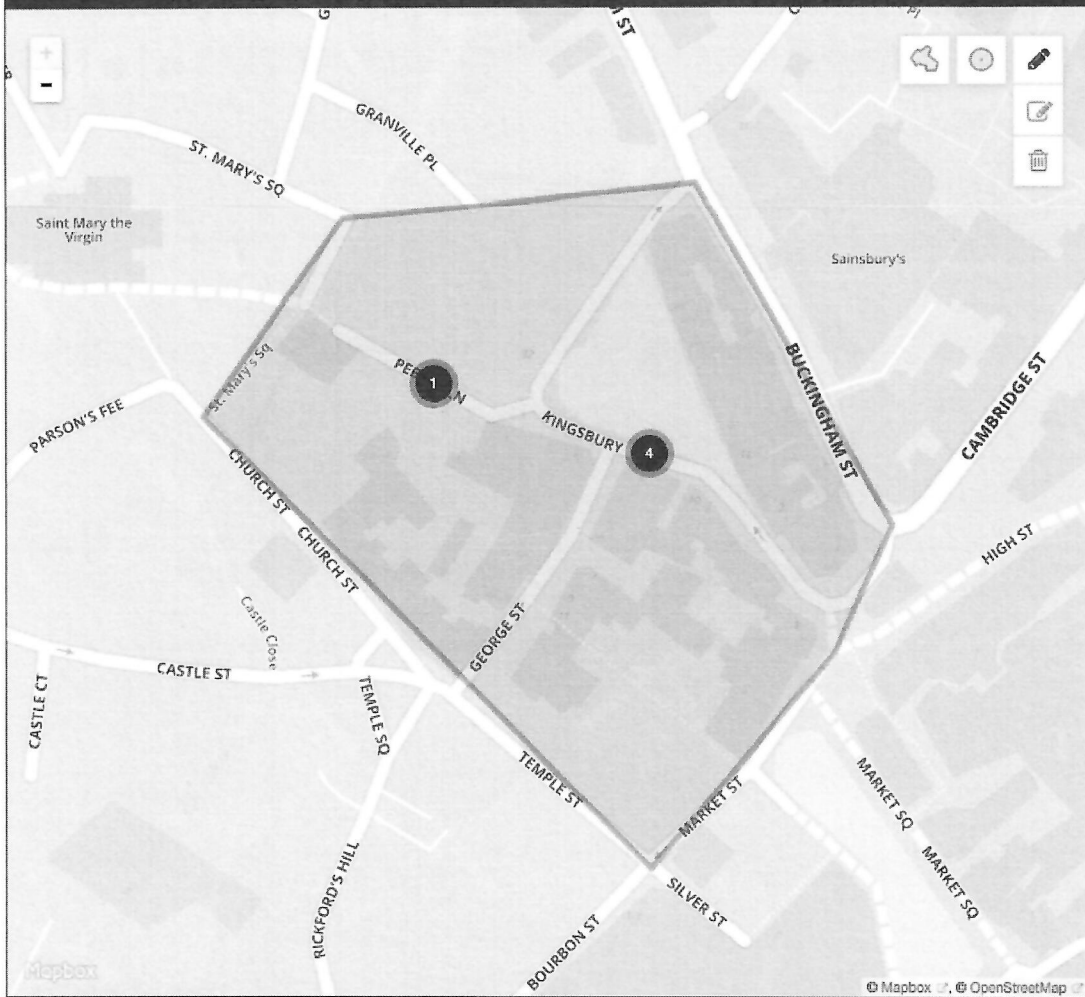 GRANVILLE PL
ST. MARY'S SQ
Saint Mary the
Virgin
Sainsbury's
St. Mary's Sq
1
KINGSBURY
4
BUCKINGHAM ST
CAMBRIDGE ST
PARSON'S FEE
CHURCH ST
CHURCH ST
HIGH ST
Castle Close
GEORGE ST
CASTLE ST
CASTLE CT
TEMPLE SQ
TEMPLE ST
MARKET ST
MARKET SQ
MARKET SQ
RICKFORD'S HILL
SILVER ST
BOURBON ST
Mapbox
© Mapbox, © OpenStreetMap